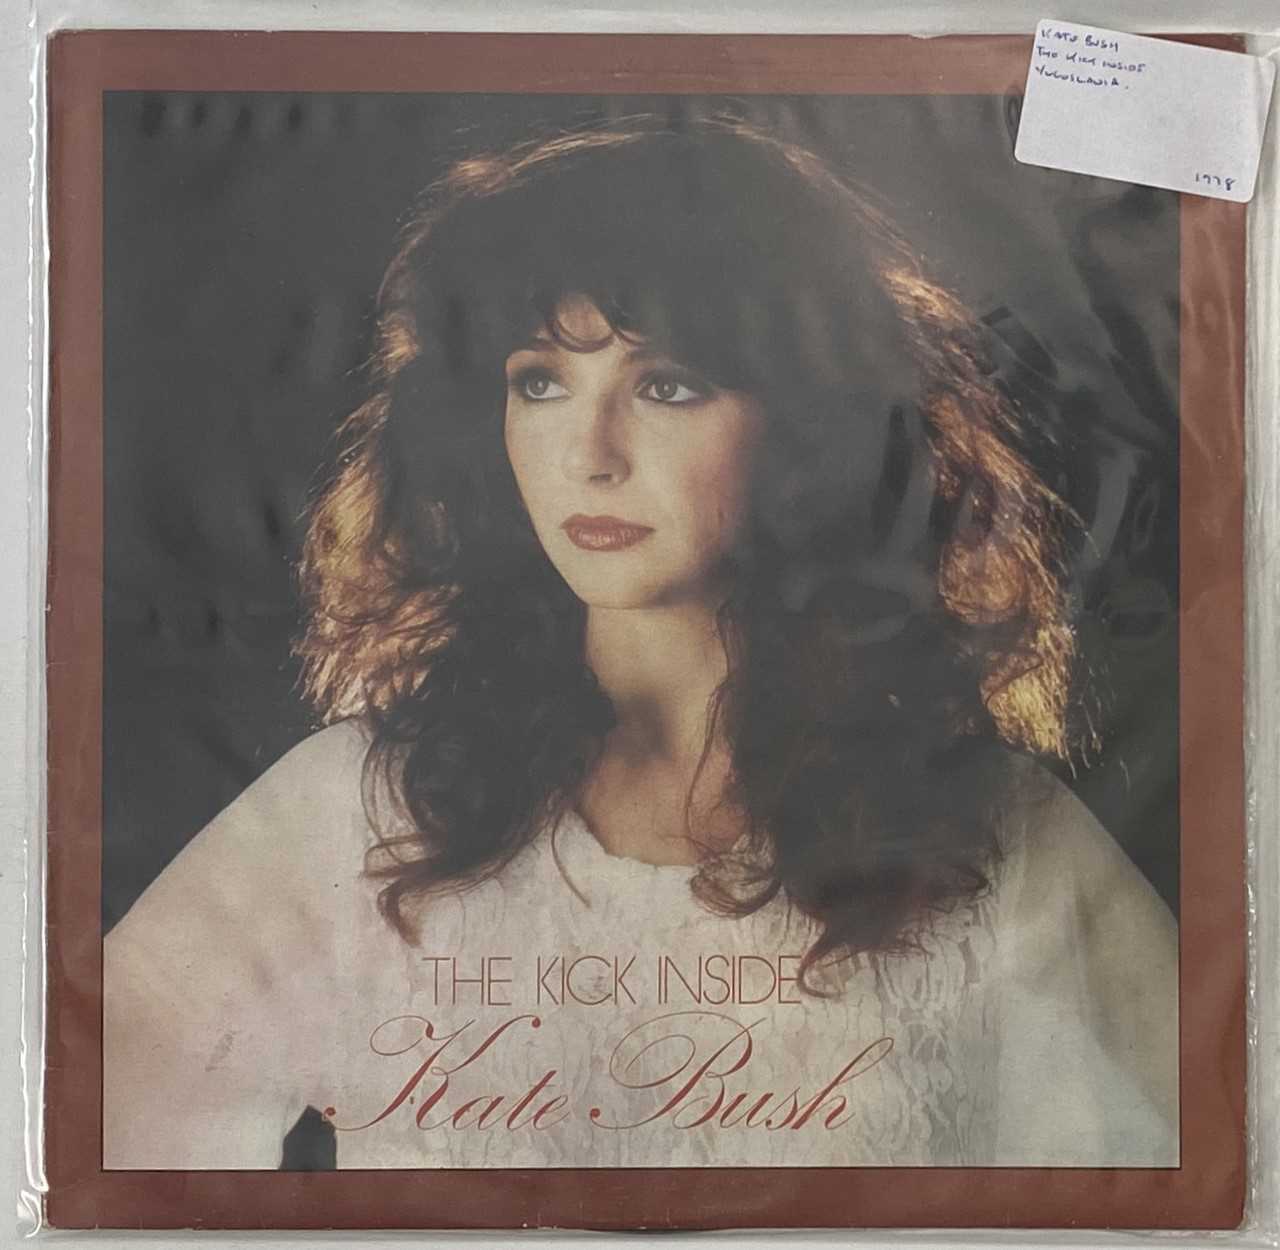 KATE BUSH
THE KICK INSIDE
YUGOSLAVIA.
1978
THE KICK INSIDE
Kate Bush